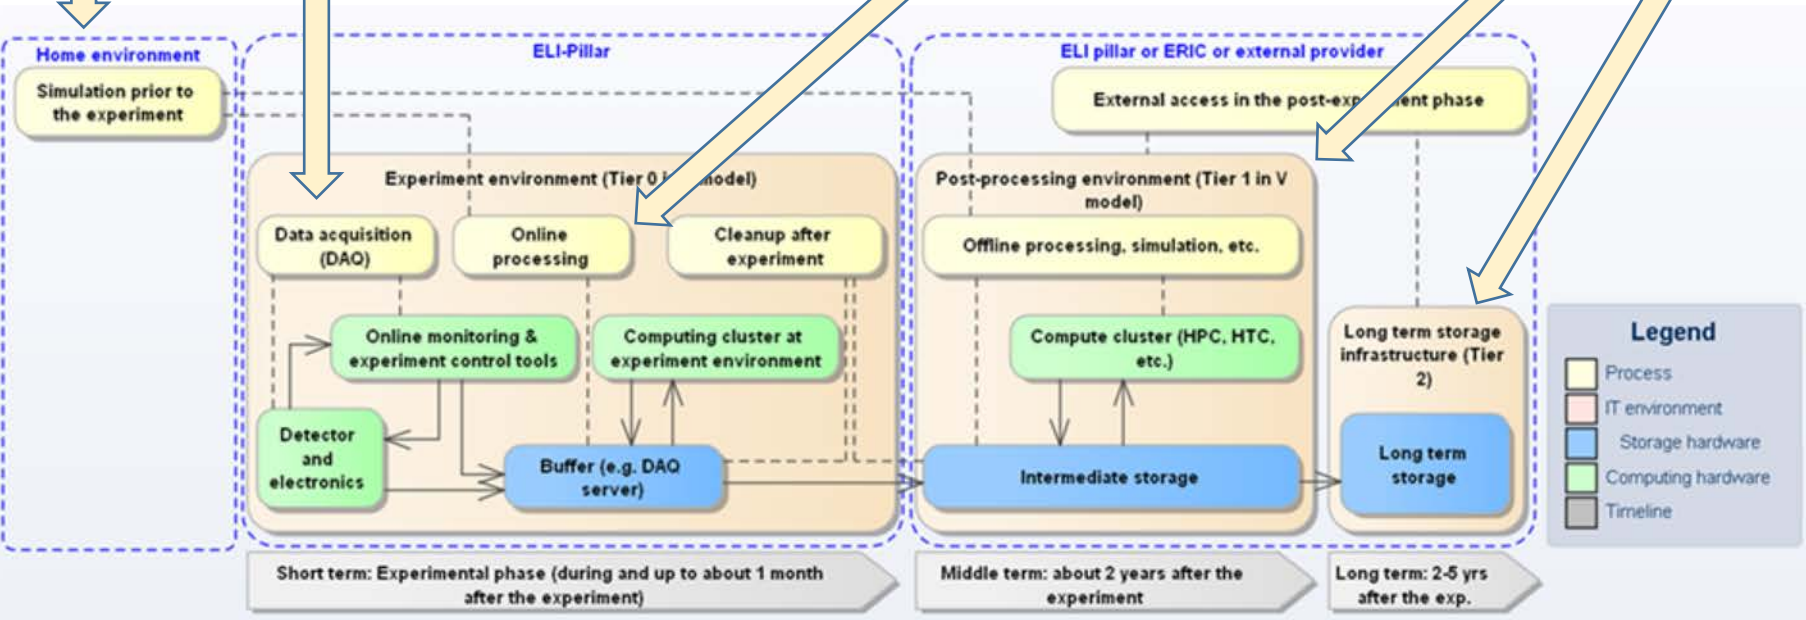 Home environment
Simulation prior to
the experiment
ELI-Pillar
Experiment environment (Tier 0 model)
Data acquisition
(DAQ)
Online
processing
Cleanup after
experiment
Online monitoring &
experiment control tools
Computing cluster at
experiment environment
Detector
and
electronics
Buffer (e.g. DAQ
server)
ELI pillar or ERIC or external provider
External access in the post-exp nt phase
Post-processing environment (Tier 1 in V
model)
Offline processing, simulation, etc.
Compute cluster (HPC, HTC,
etc.)
Intermediate storage
Long term storage
infrastructure (Tier
2)
Long term
storage
Legend
Process
IT environment
Storage hardware
Computing hardware
Timeline
Short term: Experimental phase (during and up to about 1 month
after the experiment)
Middle term: about 2 years after the
experiment
Long term: 2-5 yrs
after the exp.